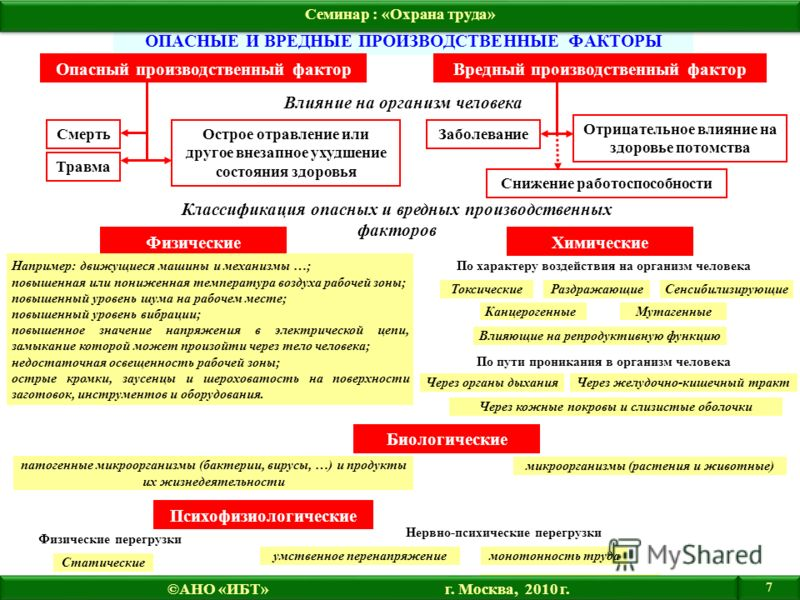 Семинар : «Охрана труда»
ОПАСНЫЕ И ВРЕДНЫЕ ПРОИЗВОДСТВЕННЫЕ ФАКТОРЫ
Опасный производственный фактор
Вредный производственный фактор
Влияние на организм человека
Смерть
Травма
Острое отравление или
другое внезапное ухудшение
состояния здоровья
Заболевание
Отрицательное влияние на
здоровье потомства
Снижение работоспособности
Классификация опасных и вредных производственных
факторов
Физические
Например: движущиеся машины и механизмы …;
повышенная или пониженная температура воздуха рабочей зоны;
повышенный уровень шума на рабочем месте;
повышенный уровень вибрации;
повышенное значение напряжения в электрической цепи,
замыкание которой может произойти через тело человека;
недостаточная освещенность рабочей зоны;
острые кромки, заусенцы и шероховатость на поверхности
заготовок, инструментов и оборудования.
Химические
По характеру воздействия на организм человека
Токсические
Раздражающие
Сенсибилизирующие
Канцерогенные
Мутагенные
Влияющие на репродуктивную функцию
По пути проникания в организм человека
Через органы дыхания
Через желудочно-кишечный тракт
Через кожные покровы и слизистые оболочки
Биологические
патогенные микроорганизмы (бактерии, вирусы, …) и продукты
их жизнедеятельности
микроорганизмы (растения и животные)
Психофизиологические
Физические перегрузки
Статические
Нервно-психические перегрузки
умственное перенапряжение
монотонность труда
MyShared
©АНО «ИБТ»
г. Москва, 2010 г.
7